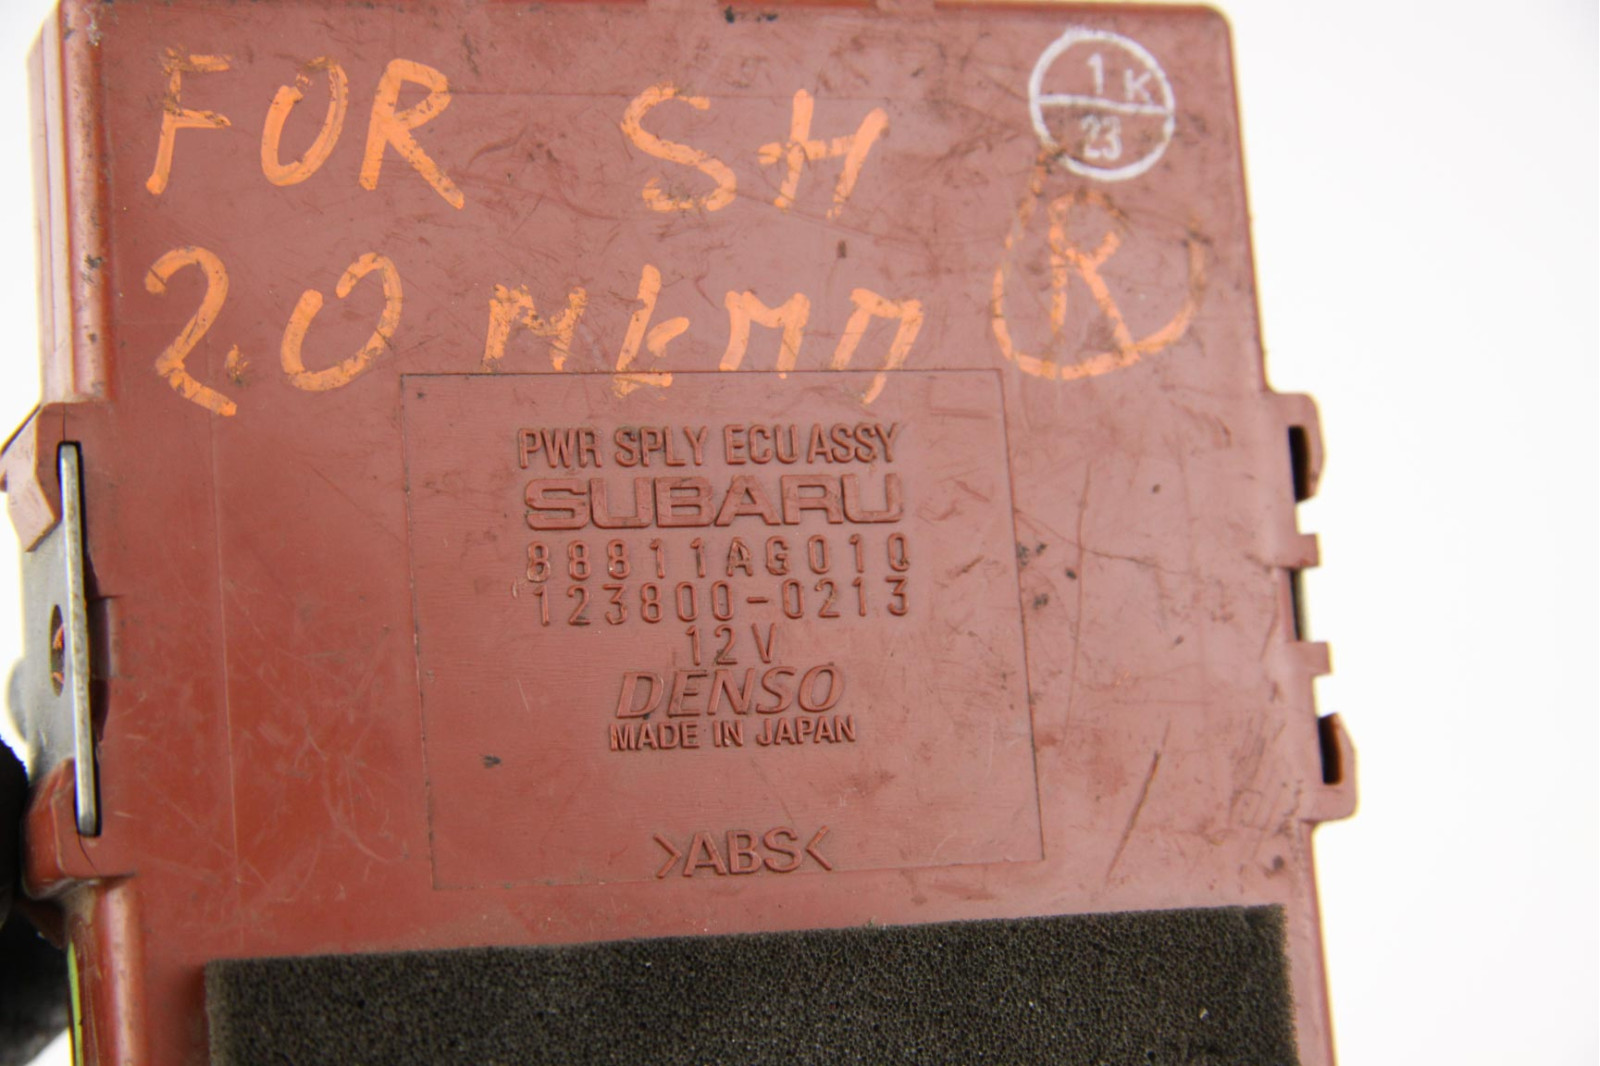 FOR SH
1K
23
2.0
R
PWR SPLY ECU ASSY
SUBARU
88811AG010
123800-0213
12V
DENSO
MADE IN JAPAN
>ABS<